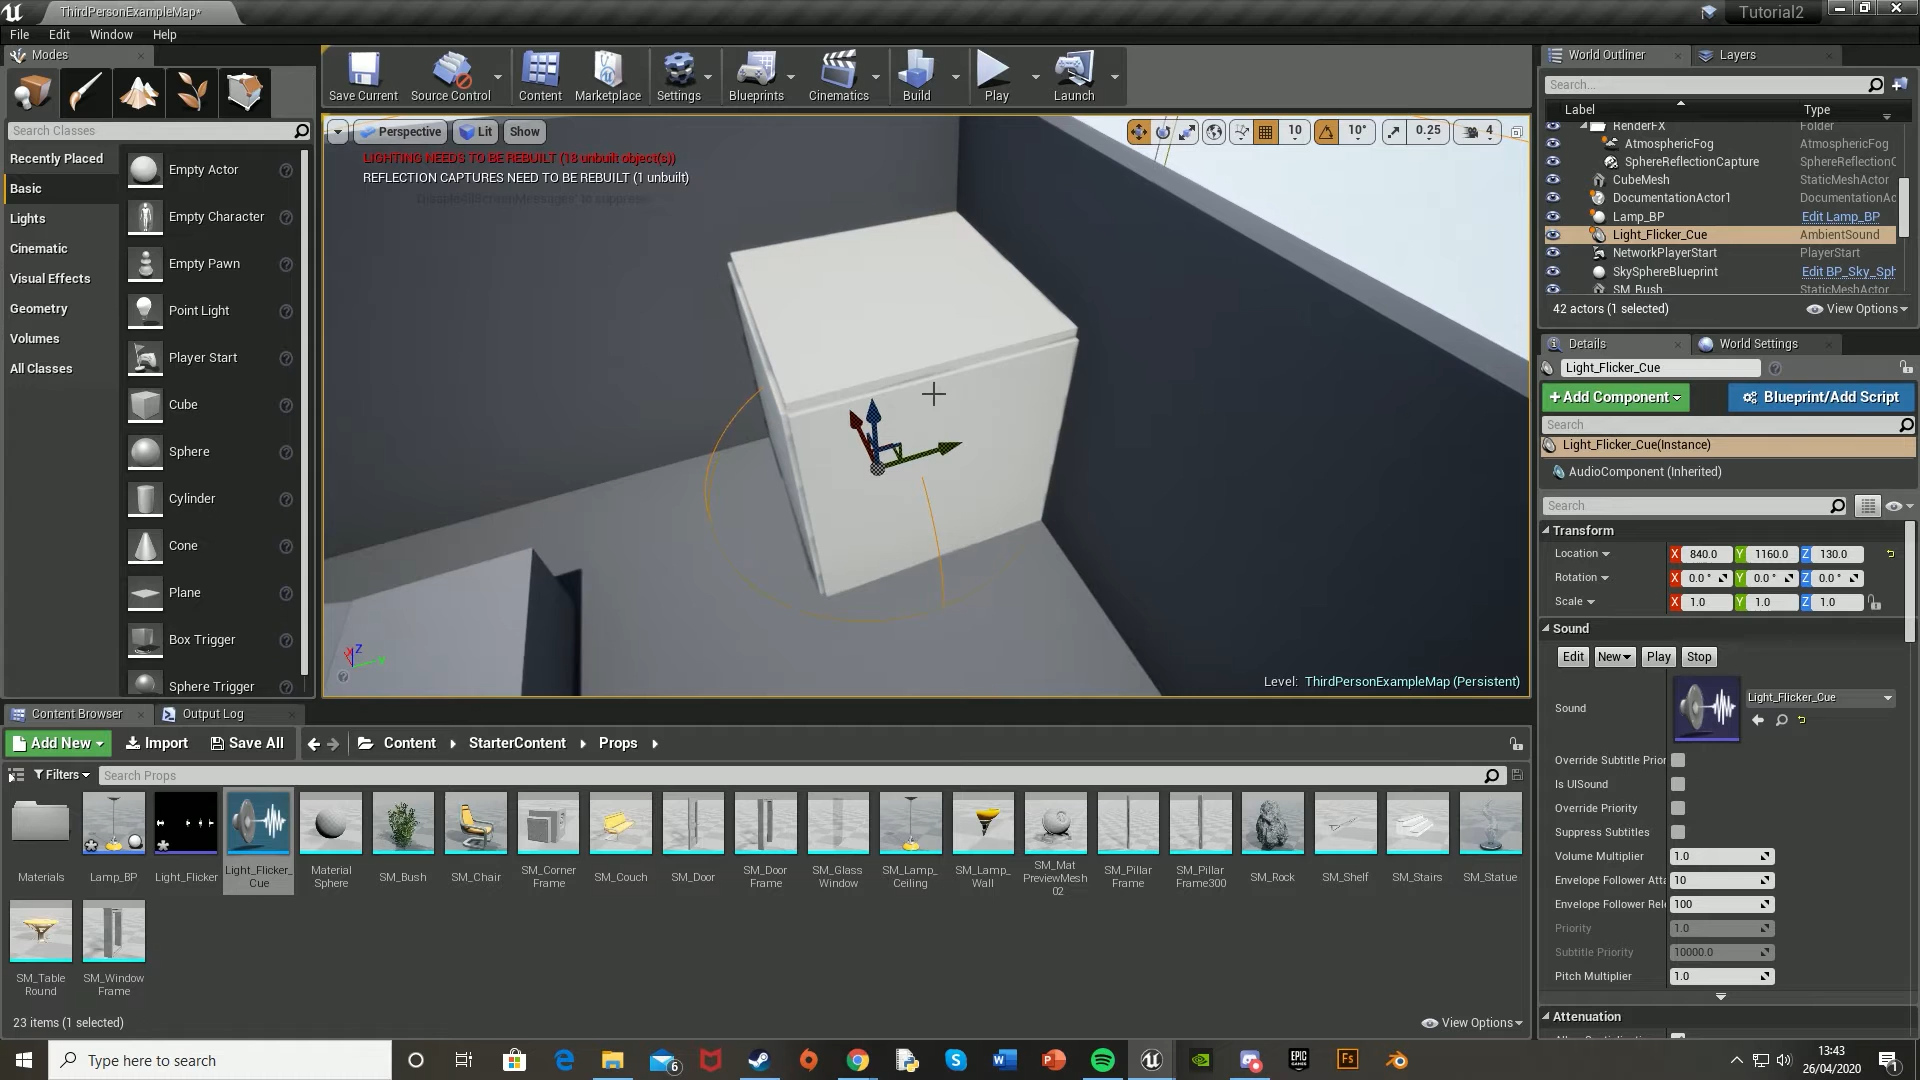 ThirdPersonExampleMap*
Tutorial2
File Edit Window Help
Modes
Search Classes
Recently Placed
Basic
Lights
Cinematic
Visual Effects
Geometry
Volumes
All Classes
Empty Actor
Empty Character
Empty Pawn
Point Light
Player Start
Cube
Sphere
Cylinder
Cone
Plane
Box Trigger
Sphere Trigger
Save Current Source Control Content Marketplace Settings Blueprints Cinematics Build Play Launch
Perspective Lit Show
10 10° 0.25 4
LIGHTING NEEDS TO BE REBUILT (18 unbuilt object(s))
REFLECTION CAPTURES NEED TO BE REBUILT (1 unbuilt)
'DisableAllScreenMessages' to suppress
Z
Level: ThirdPersonExampleMap (Persistent)
World Outliner Layers
Search...
Label Type
RenderFX Folder
AtmosphericFog AtmosphericFog
SphereReflectionCapture SphereReflectionC
CubeMesh StaticMeshActor
DocumentationActor1 DocumentationAc
Lamp_BP Edit Lamp_BP
Light_Flicker_Cue AmbientSound
NetworkPlayerStart PlayerStart
SkySphereBlueprint Edit BP_Sky_Sph
SM_Bush StaticMeshActor
42 actors (1 selected) View Options
Details World Settings
Light_Flicker_Cue
+Add Component Blueprint/Add Script
Search
Light_Flicker_Cue(Instance)
AudioComponent (Inherited)
Search
Transform
Location X 840.0 Y 1160.0 Z 130.0
Rotation X 0.0 ° Y 0.0 ° Z 0.0 °
Scale X 1.0 Y 1.0 Z 1.0
Sound
Edit New Play Stop
Sound Light_Flicker_Cue
Override Subtitle Prior
Is UISound
Override Priority
Suppress Subtitles
Volume Multiplier 1.0
Envelope Follower Atta 10
Envelope Follower Rele 100
Priority 1.0
Subtitle Priority 10000.0
Pitch Multiplier 1.0
Attenuation
Content Browser Output Log
Add New Import Save All Content StarterContent Props
Filters Search Props
Materials
Lamp_BP
Light_Flicker
Light_Flicker_
Cue
Material
Sphere
SM_Bush
SM_Chair
SM_Corner
Frame
SM_Couch
SM_Door
SM_Door
Frame
SM_Glass
Window
SM_Lamp_
Ceiling
SM_Lamp_
Wall
SM_Mat
PreviewMesh
02
SM_Pillar
Frame
SM_Pillar
Frame300
SM_Rock
SM_Shelf
SM_Stairs
SM_Statue
SM_Table
Round
SM_Window
Frame
23 items (1 selected) View Options
Type here to search
6
EPIC
GAMES
Fs
13:43
26/04/2020
1